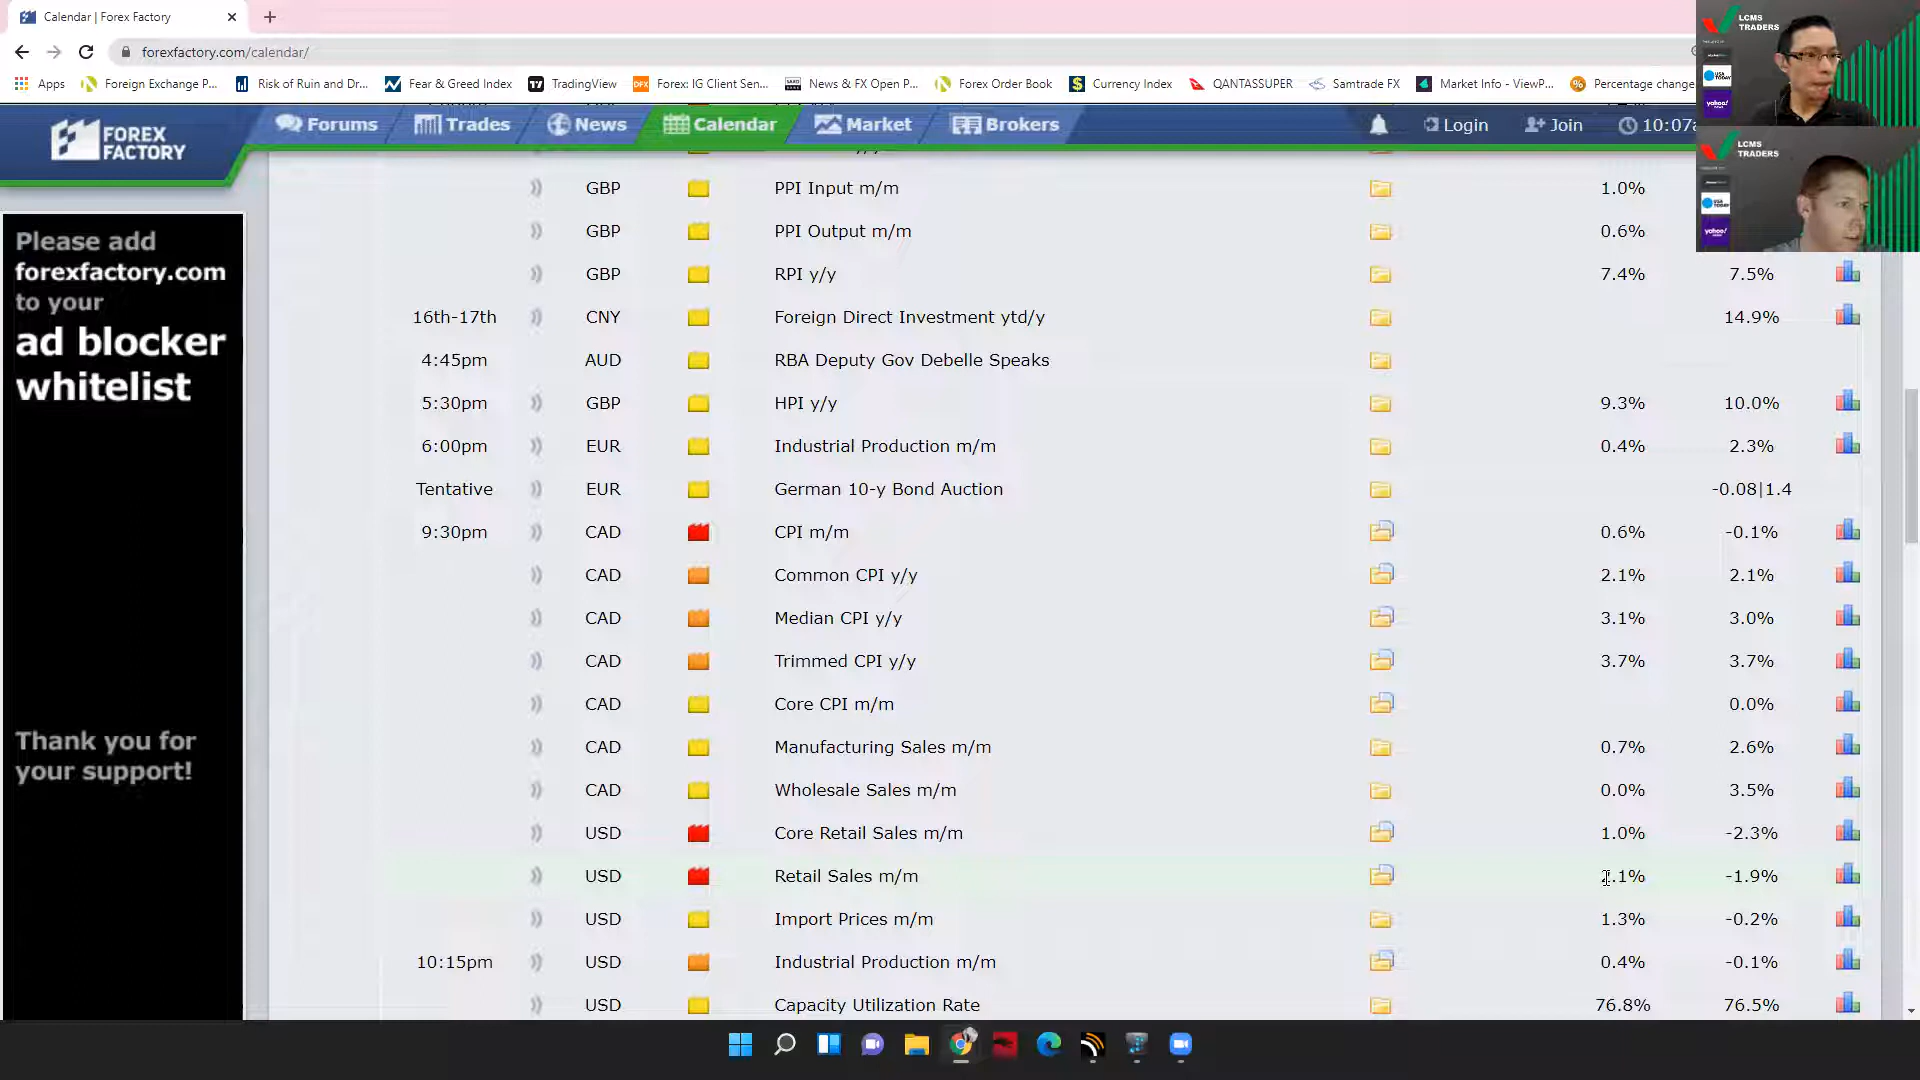 Calendar | Forex Factory
forexfactory.com/calendar/
Apps Foreign Exchange P... Risk of Ruin and Dr... Fear & Greed Index TradingView Forex: IG Client Sen... News & FX Open P... Forex Order Book Currency Index QANTASSUPER Samtrade FX Market Info - ViewP... Percentage change
FOREX FACTORY
Forums Trades News Calendar Market Brokers Login Join 10:07a
LCMS TRADERS
USA TODAY
yahoo!
LCMS TRADERS
USA TODAY
yahoo!
Please add
forexfactory.com
to your
ad blocker
whitelist
Thank you for
your support!
GBP PPI Input m/m 1.0%
GBP PPI Output m/m 0.6%
GBP RPI y/y 7.4% 7.5%
16th-17th CNY Foreign Direct Investment ytd/y 14.9%
4:45pm AUD RBA Deputy Gov Debelle Speaks
5:30pm GBP HPI y/y 9.3% 10.0%
6:00pm EUR Industrial Production m/m 0.4% 2.3%
Tentative EUR German 10-y Bond Auction -0.08|1.4
9:30pm CAD CPI m/m 0.6% -0.1%
CAD Common CPI y/y 2.1% 2.1%
CAD Median CPI y/y 3.1% 3.0%
CAD Trimmed CPI y/y 3.7% 3.7%
CAD Core CPI m/m 0.0%
CAD Manufacturing Sales m/m 0.7% 2.6%
CAD Wholesale Sales m/m 0.0% 3.5%
USD Core Retail Sales m/m 1.0% -2.3%
USD Retail Sales m/m .1% -1.9%
USD Import Prices m/m 1.3% -0.2%
10:15pm USD Industrial Production m/m 0.4% -0.1%
USD Capacity Utilization Rate 76.8% 76.5%